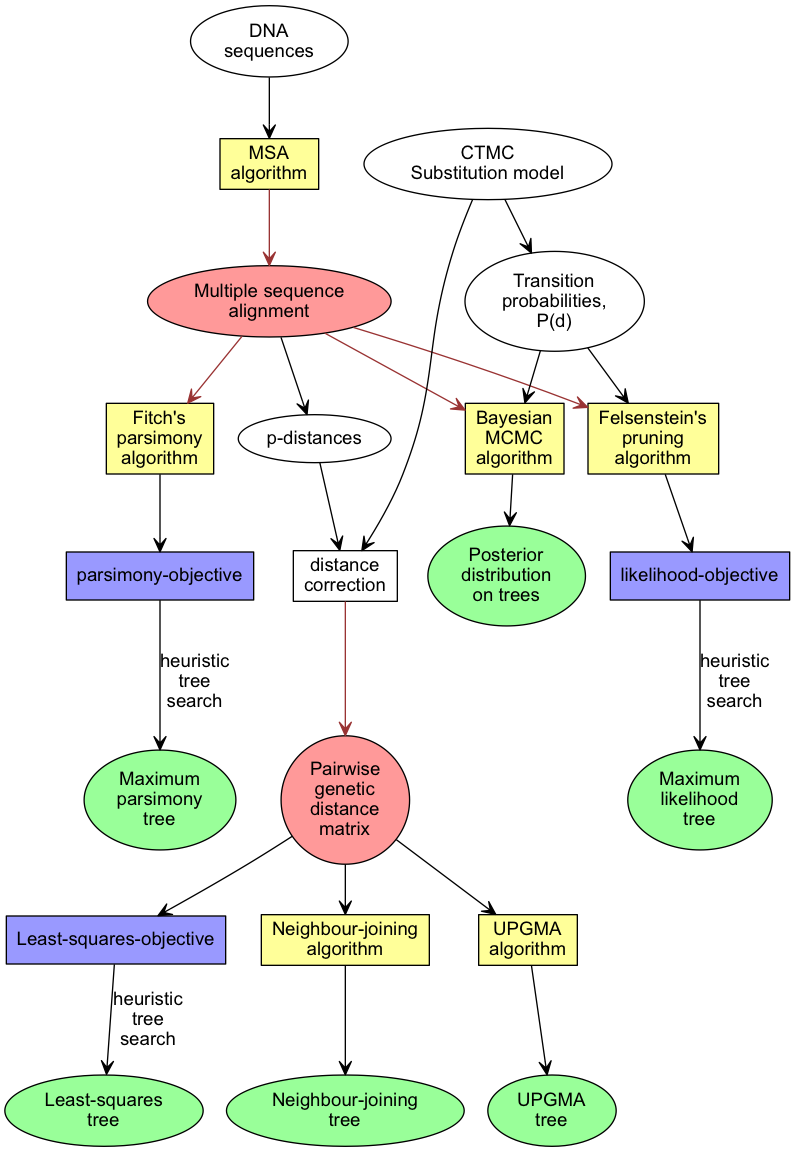 DNA
sequences
MSA
algorithm
CTMC
Substitution model
Multiple sequence
alignment
Transition
probabilities,
P(d)
Fitch's
parsimony
algorithm
p-distances
Bayesian
MCMC
algorithm
Felsenstein's
pruning
algorithm
parsimony-objective
distance
correction
Posterior
distribution
on trees
likelihood-objective
heuristic
tree
search
heuristic
tree
search
Maximum
parsimony
tree
Pairwise
genetic
distance
matrix
Maximum
likelihood
tree
Least-squares-objective
Neighbour-joining
algorithm
UPGMA
algorithm
heuristic
tree
search
Least-squares
tree
Neighbour-joining
tree
UPGMA
tree